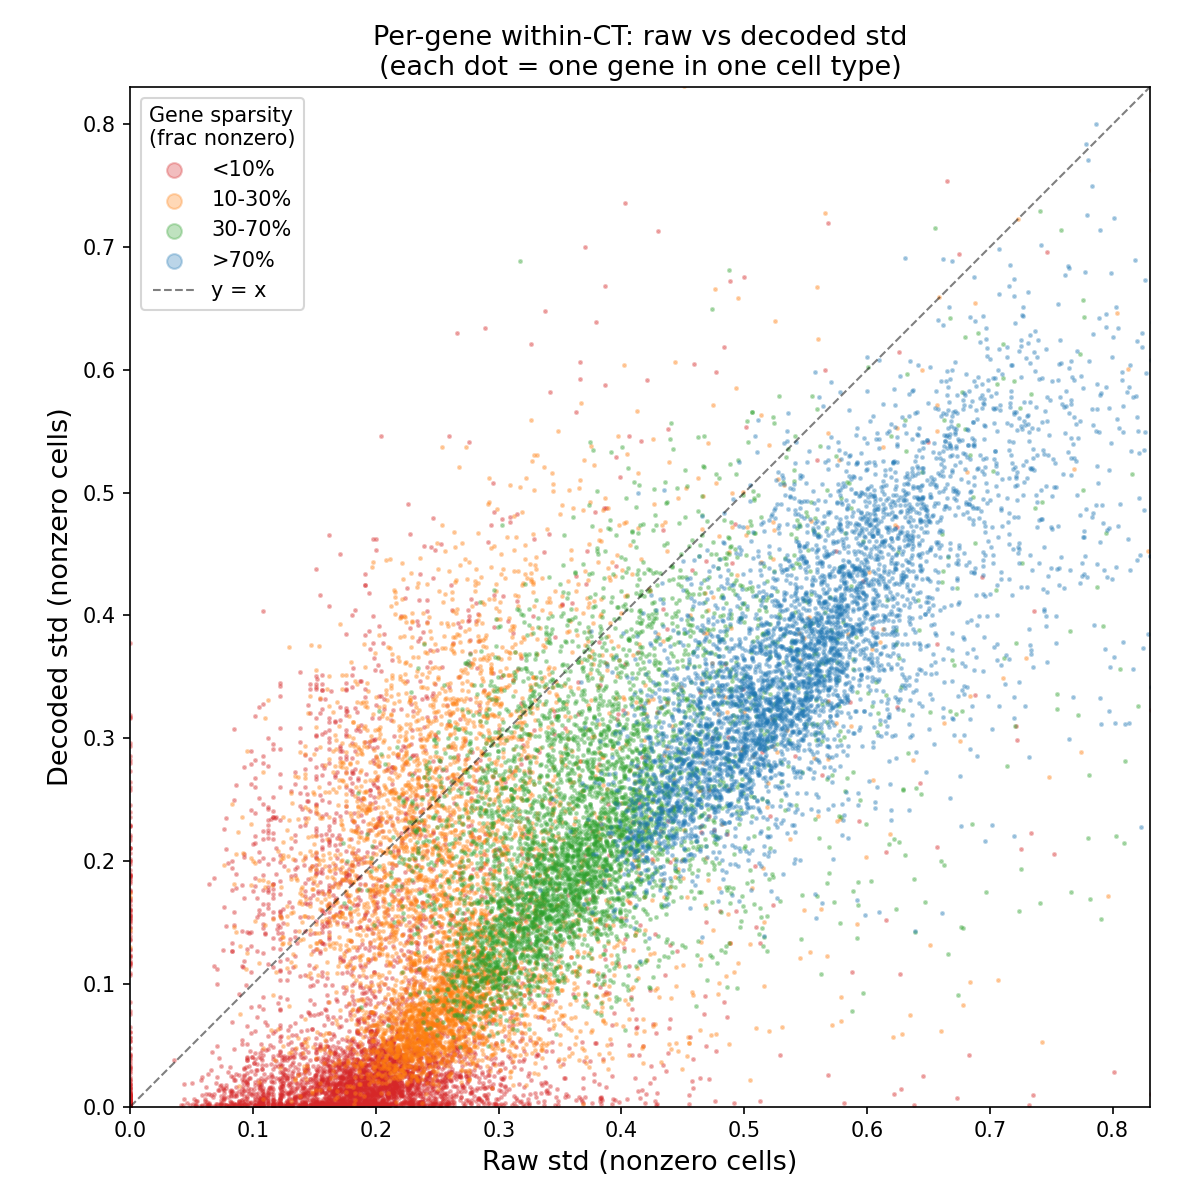 Per-gene within-CT: raw vs decoded std
(each dot = one gene in one cell type)
Gene sparsity
(frac nonzero)
<10%
10-30%
30-70%
>70%
y = x
Decoded std (nonzero cells)
0.8
0.7
0.6
0.5
0.4
0.3
0.2
0.1
0.0
0.0 0.1 0.2 0.3 0.4 0.5 0.6 0.7 0.8
Raw std (nonzero cells)